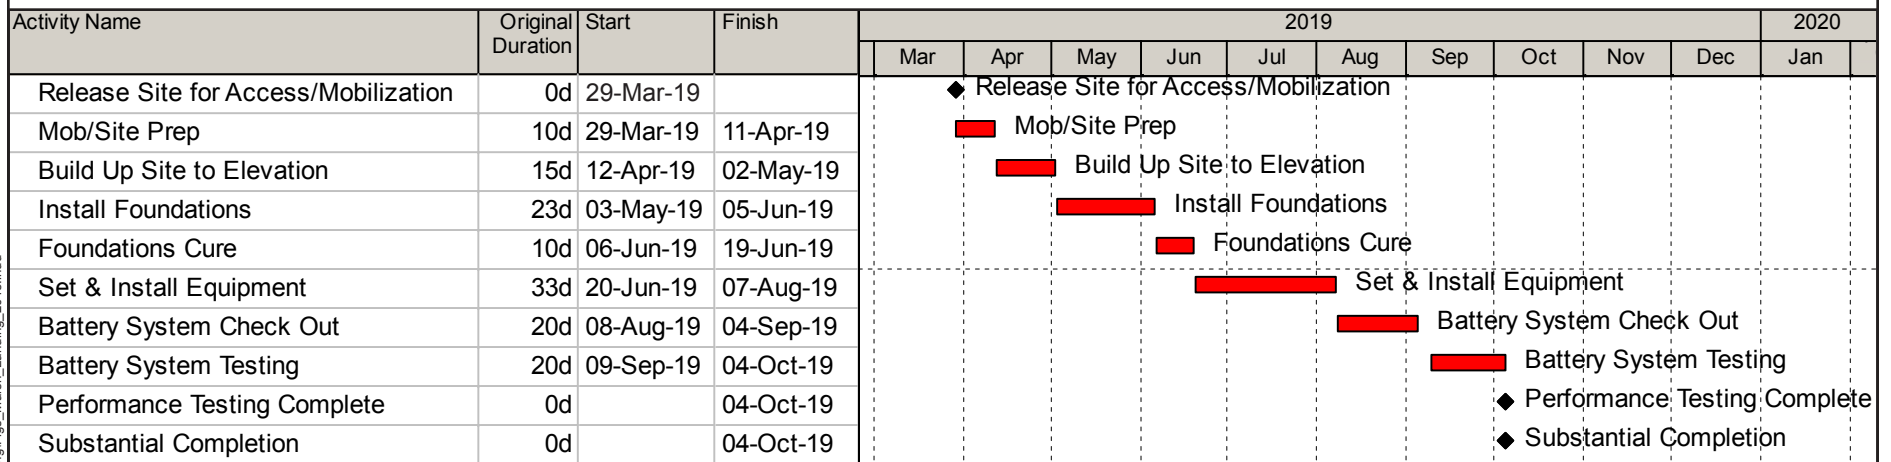 Activity Name Original Duration Start Finish 2019 2020
Mar Apr May Jun Jul Aug Sep Oct Nov Dec Jan
Release Site for Access/Mobilization 0d 29-Mar-19 Release Site for Access/Mobilization
Mob/Site Prep 10d 29-Mar-19 11-Apr-19 Mob/Site Prep
Build Up Site to Elevation 15d 12-Apr-19 02-May-19 Build Up Site to Elevation
Install Foundations 23d 03-May-19 05-Jun-19 Install Foundations
Foundations Cure 10d 06-Jun-19 19-Jun-19 Foundations Cure
Set & Install Equipment 33d 20-Jun-19 07-Aug-19 Set & Install Equipment
Battery System Check Out 20d 08-Aug-19 04-Sep-19 Battery System Check Out
Battery System Testing 20d 09-Sep-19 04-Oct-19 Battery System Testing
Performance Testing Complete 0d 04-Oct-19 Performance Testing Complete
Substantial Completion 0d 04-Oct-19 Substantial Completion